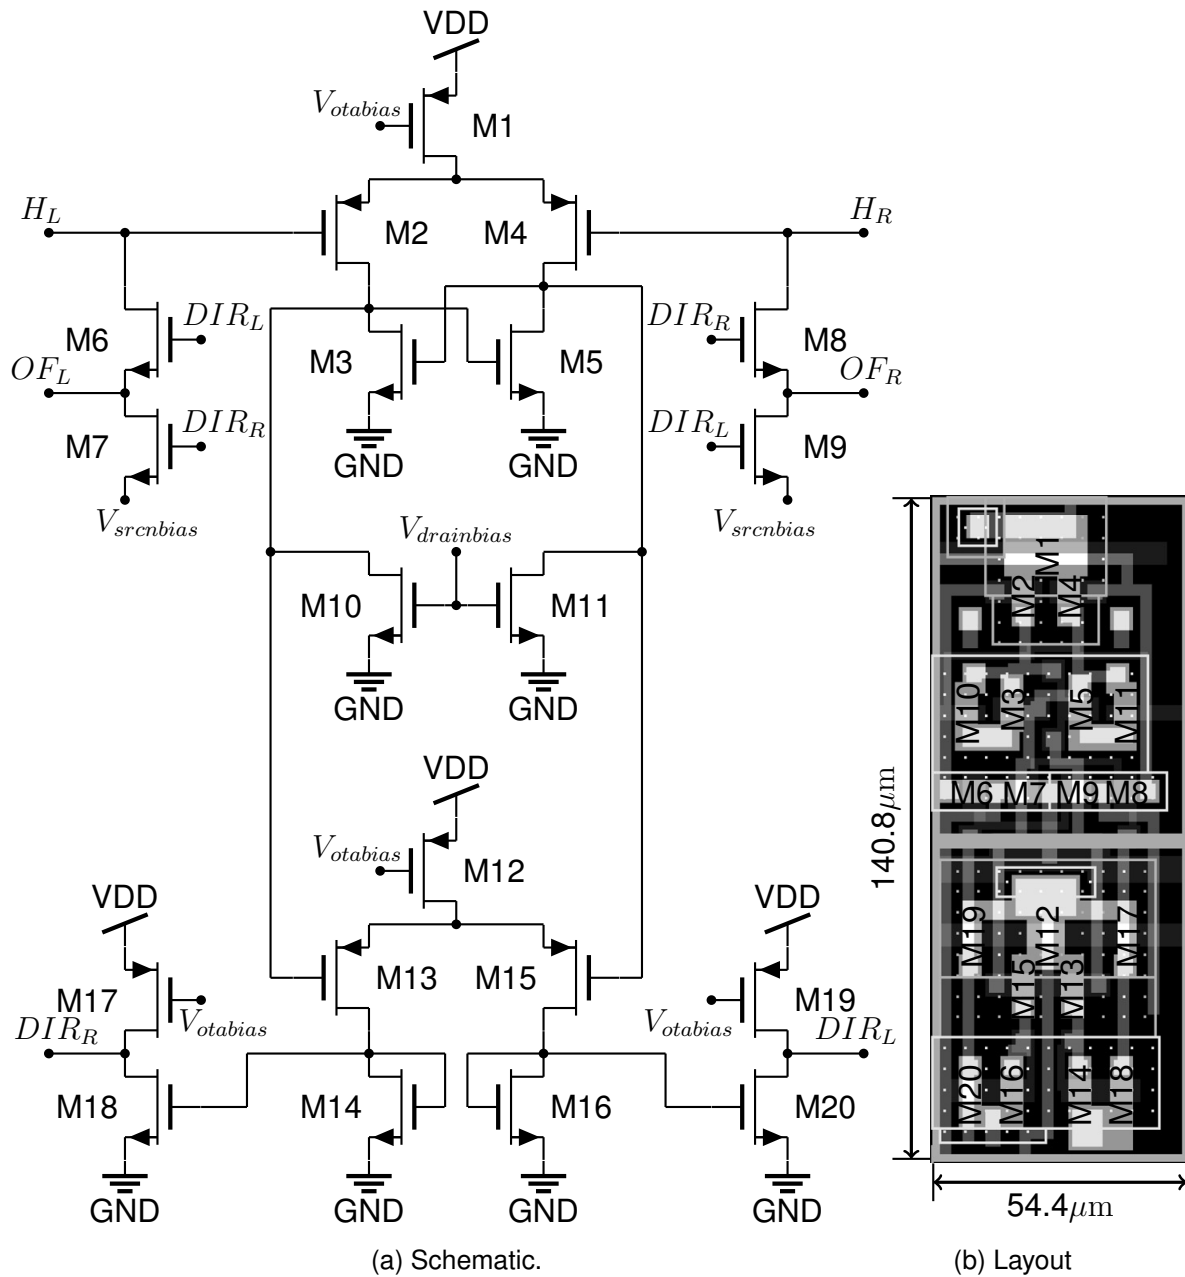 VDD
V_otabias
M1
H_L
M2
M4
H_R
M6
DIR_L
M3
M5
DIR_R
M8
OF_L
OF_R
M7
DIR_R
GND
GND
DIR_L
M9
V_srcnbias
V_drainbias
V_srcnbias
M10
M11
GND
GND
VDD
V_otabias
M12
VDD
VDD
M17
M13
M15
M19
V_otabias
V_otabias
DIR_R
DIR_L
M18
M14
M16
M20
GND
GND
GND
GND
(a) Schematic.
M1
M2
M4
M10
M3
M5
M11
M6
M7
M9
M8
140.8μm
M19
M12
M17
M15
M13
M20
M16
M14
M18
54.4μm
(b) Layout